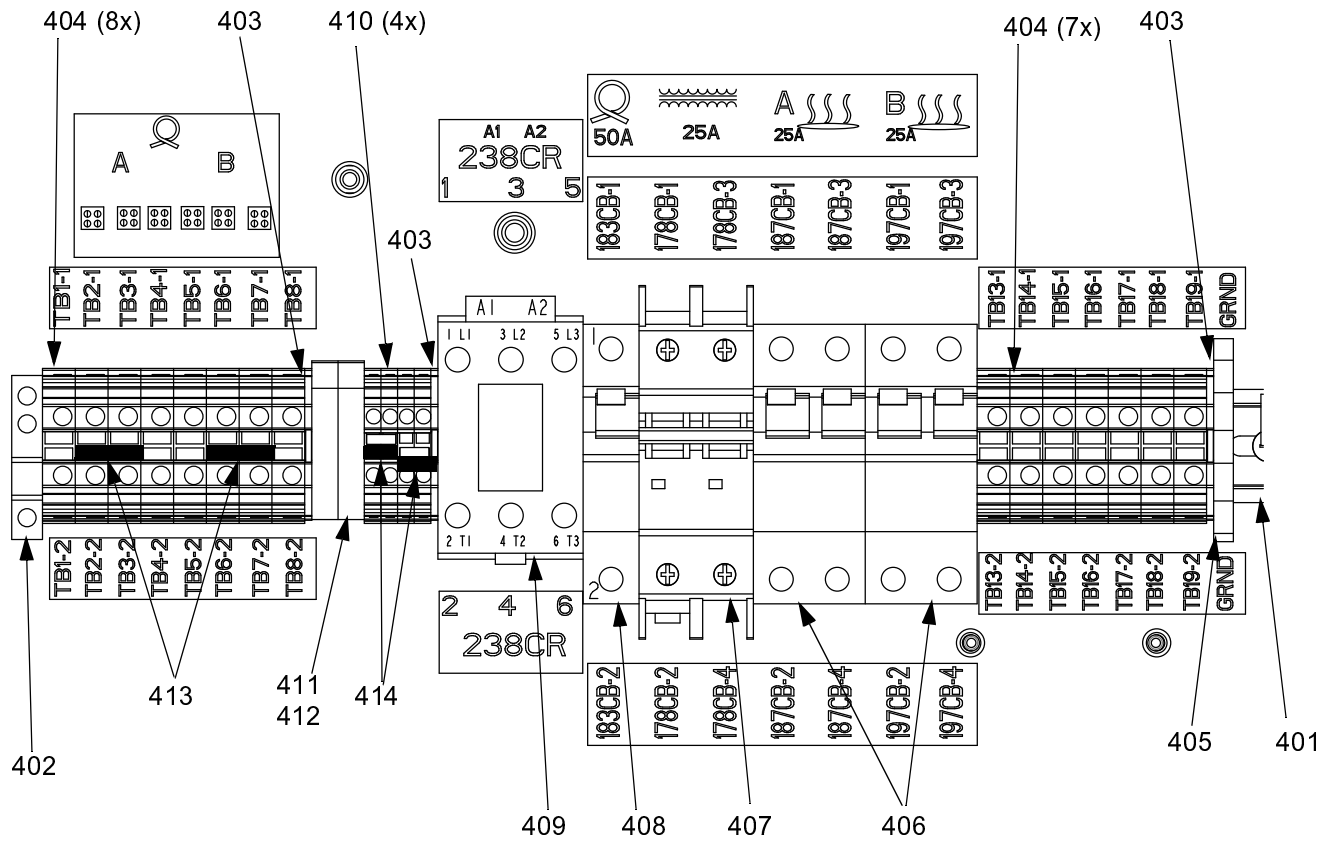 404 (8x)
403
410 (4x)
404 (7x)
403
A
B
A1 A2
238CR
1 3 5
50A
25A
A
25A
B
25A
183CB-1
178CB-1
178CB-3
187CB-1
187CB-3
197CB-1
197CB-3
403
TB1-1
TB2-1
TB3-1
TB4-1
TB5-1
TB6-1
TB7-1
TB8-1
TB13-1
TB14-1
TB15-1
TB16-1
TB17-1
TB18-1
TB19-1
GRND
A1 A2
1 L1 3 L2 5 L3
1
2 T1 4 T2 6 T3
2
TB1-2
TB2-2
TB3-2
TB4-2
TB5-2
TB6-2
TB7-2
TB8-2
TB13-2
TB14-2
TB15-2
TB16-2
TB17-2
TB18-2
TB19-2
GRND
2 4 6
238CR
183CB-2
178CB-2
178CB-4
187CB-2
187CB-4
197CB-2
197CB-4
413
411
412
414
402
405
401
409
408
407
406